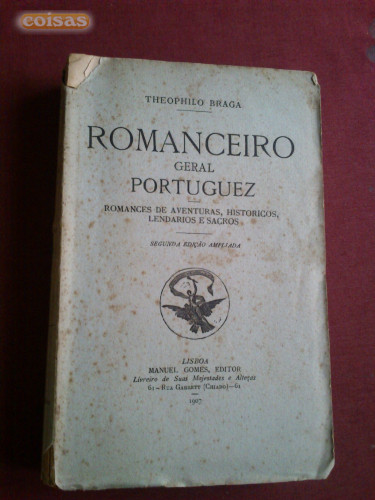 coisas
THEOPHILO BRAGA
ROMANCEIRO
GERAL
PORTUGUEZ
ROMANCES DE AVENTURAS, HISTORICOS,
LENDARIOS E SACROS
SEGUNDA EDIÇÃO AMPLIADA
LISBOA
MANUEL GOMES, EDITOR
Livreiro de Suas Majestades e Altezas
61—RUA GARRETT (CHIADO)—61
1907